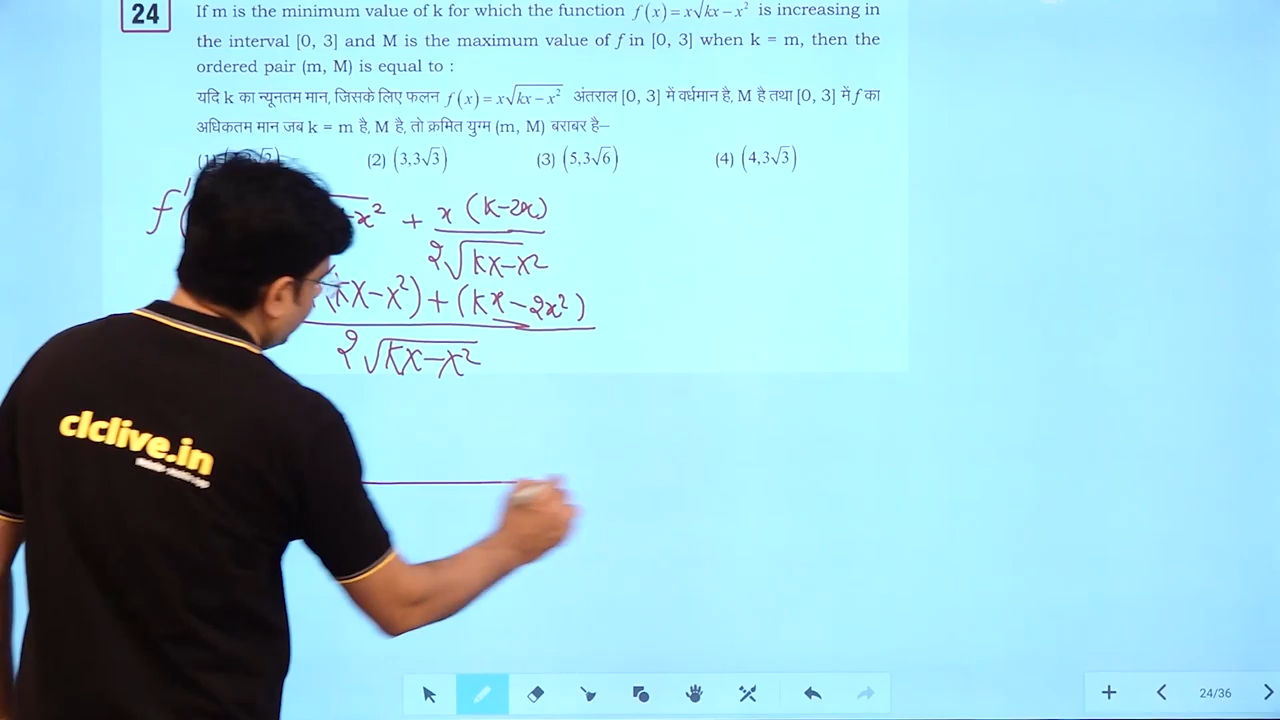 24
If m is the minimum value of k for which the function f(x)=x√kx−x² is increasing in
the interval [0, 3] and M is the maximum value of f in [0, 3] when k = m, then the
ordered pair (m, M) is equal to :
यदि k का न्यूनतम मान, जिसके लिए फलन f(x)=x√kx−x² अंतराल [0, 3] में वर्धमान है, M है तथा [0, 3] में f का
अधिकतम मान जब k = m है, M है, तो क्रमित युग्म (m, M) बराबर है–
(2) (3,3√3) (3) (5,3√6) (4) (4,3√3)
f'( x² + x (k-2x)
2√kx-x²
(kx-x²)+(kx-2x²)
2√kx-x²
clclive.in
24/36